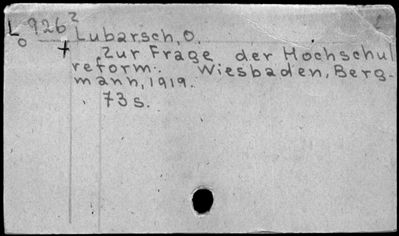 L 926²
o † Lubarsch, O.
Zur Frage der Hochschul
reform. Wiesbaden, Berg-
mann, 1919.
73 s.